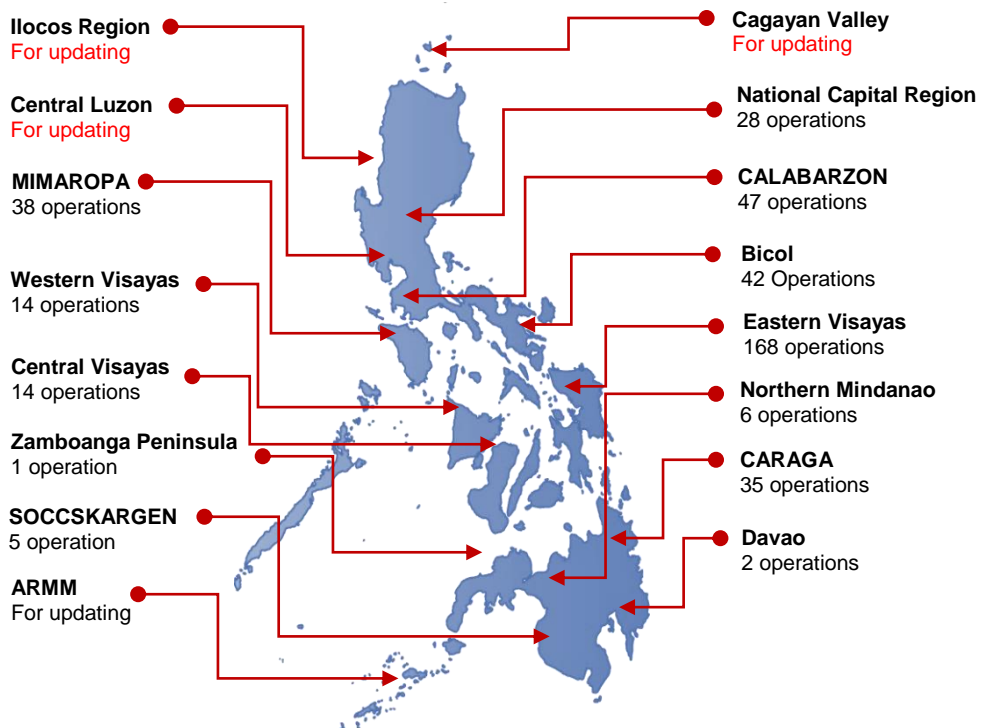 Ilocos Region
For updating
Central Luzon
For updating
MIMAROPA
38 operations
Western Visayas
14 operations
Central Visayas
14 operations
Zamboanga Peninsula
1 operation
SOCCSKARGEN
5 operation
ARMM
For updating
Cagayan Valley
For updating
National Capital Region
28 operations
CALABARZON
47 operations
Bicol
42 Operations
Eastern Visayas
168 operations
Northern Mindanao
6 operations
CARAGA
35 operations
Davao
2 operations